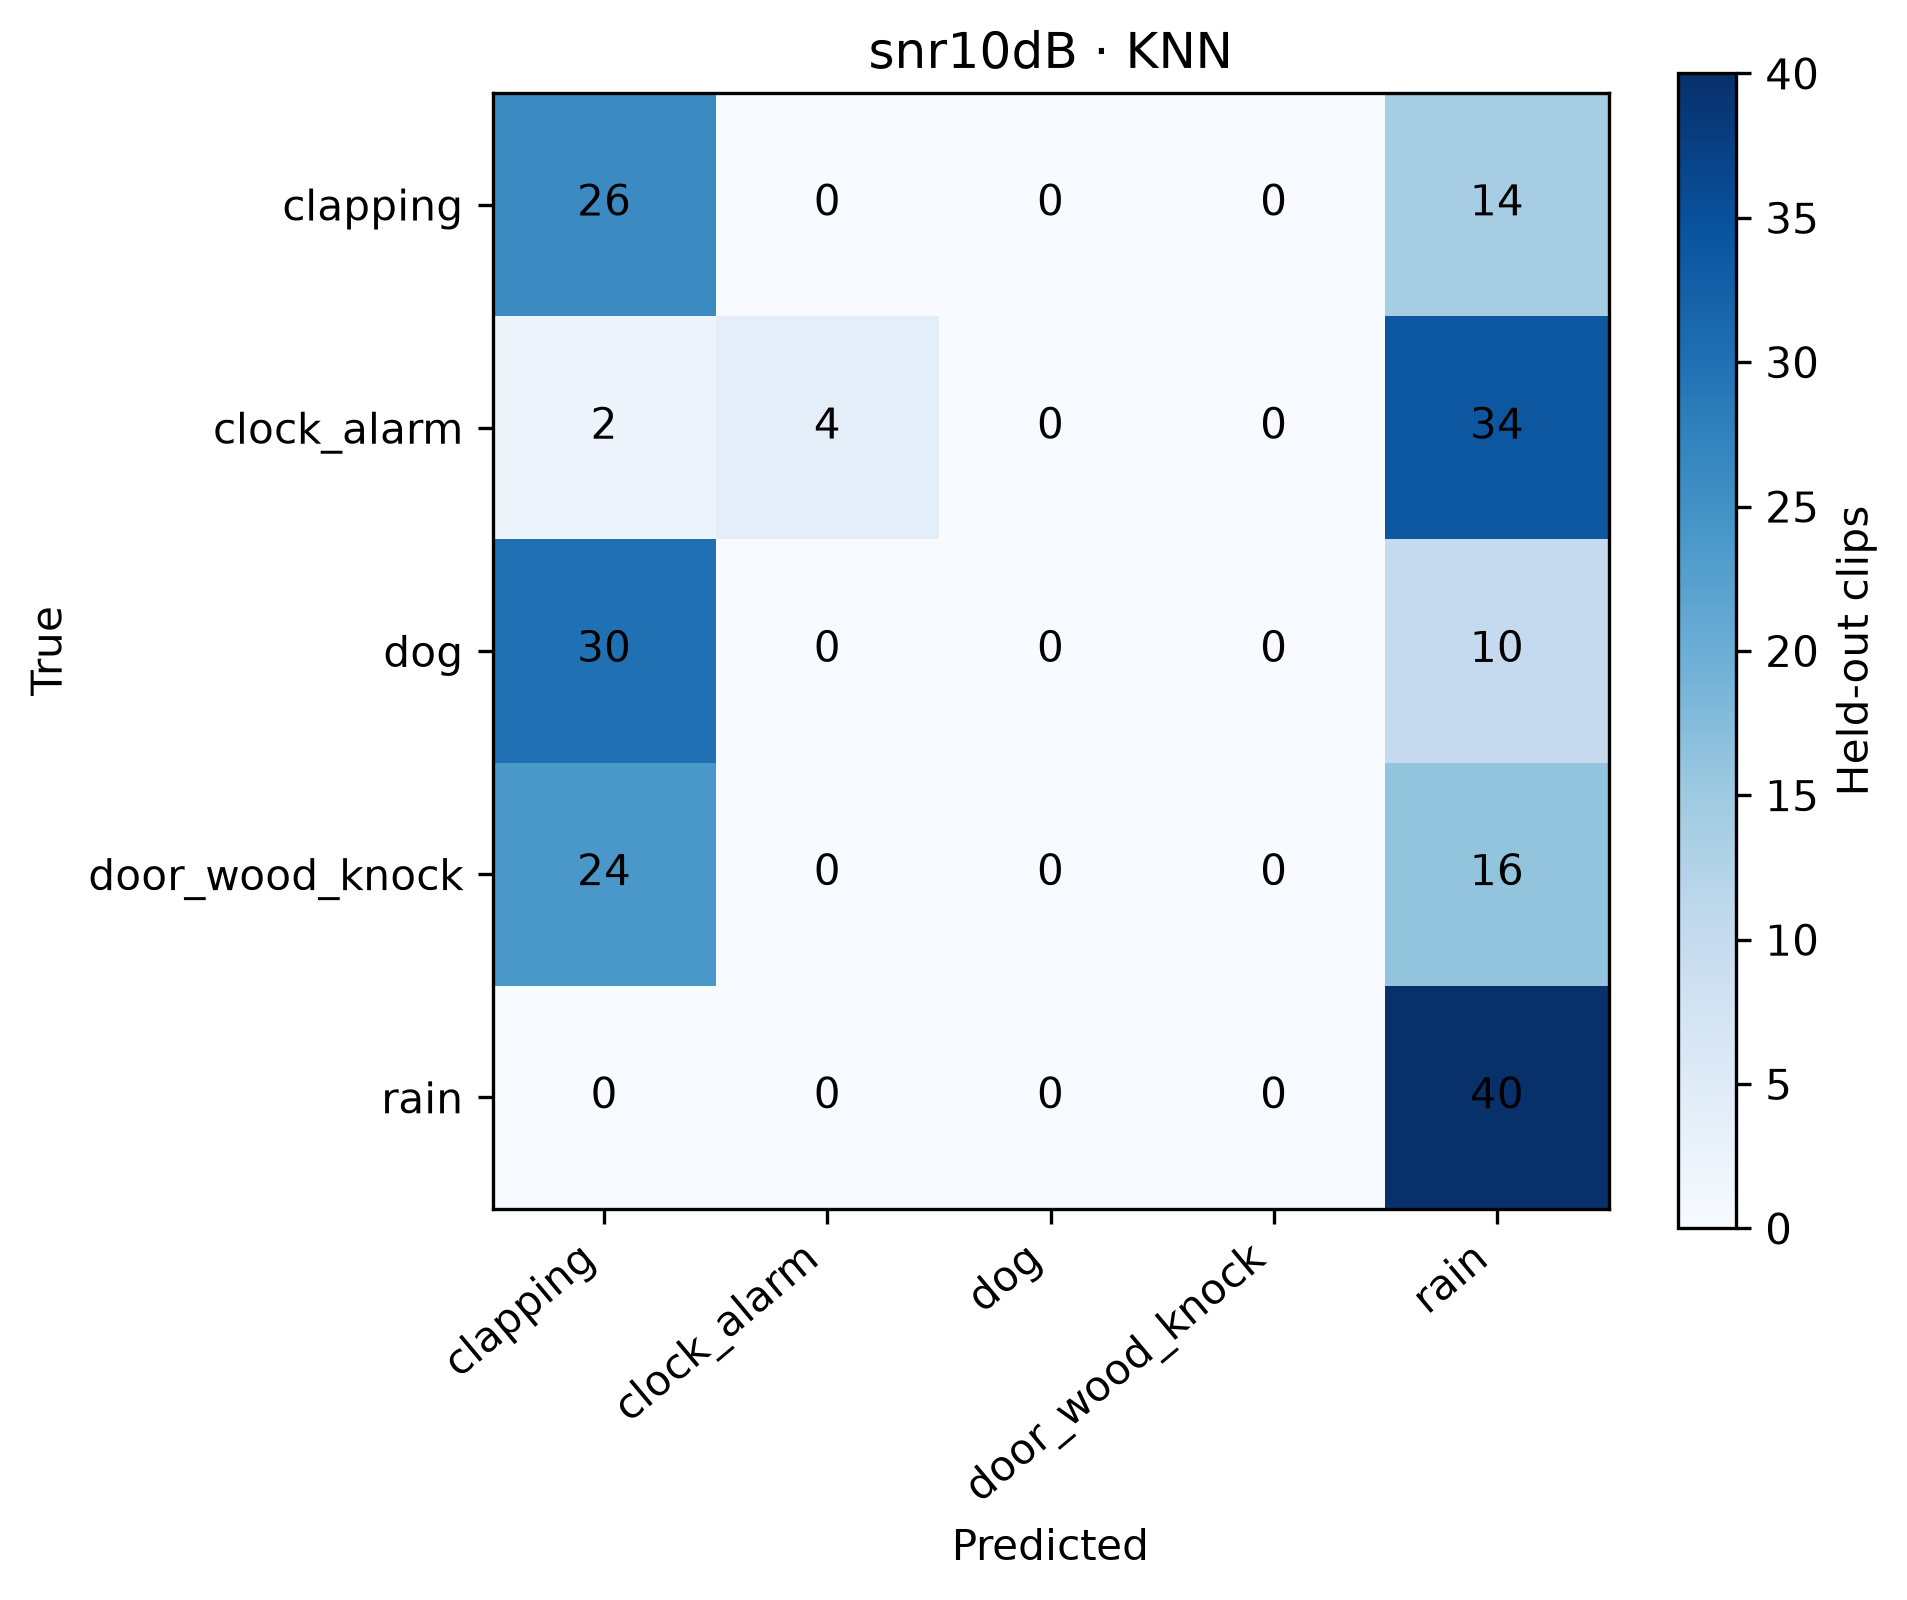 snr10dB · KNN
True
clapping 26 0 0 0 14
clock_alarm 2 4 0 0 34
dog 30 0 0 0 10
door_wood_knock 24 0 0 0 16
rain 0 0 0 0 40
clapping
clock_alarm
dog
door_wood_knock
rain
Predicted
40
35
30
25
20
15
10
5
0
Held-out clips